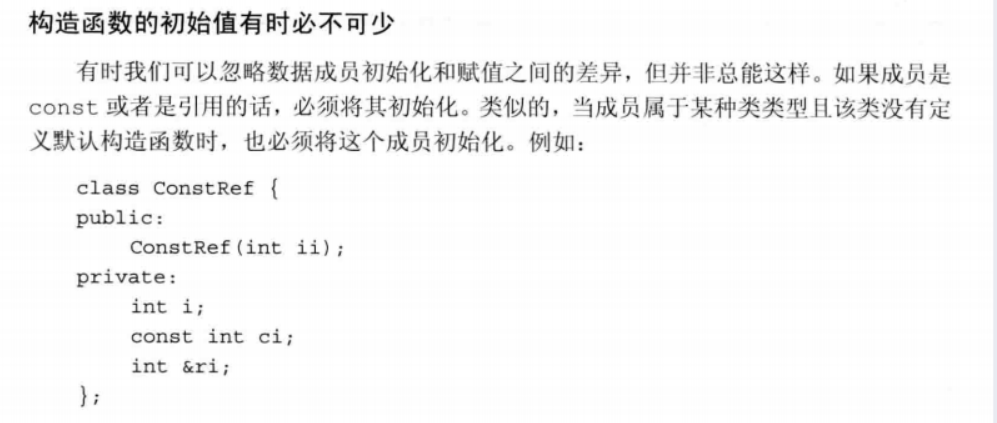 构造函数的初始值有时必不可少
有时我们可以忽略数据成员初始化和赋值之间的差异，但并非总能这样。如果成员是
const 或者是引用的话，必须将其初始化。类似的，当成员属于某种类类型且该类没有定
义默认构造函数时，也必须将这个成员初始化。例如：
class ConstRef {
public:
ConstRef(int ii);
private:
int i;
const int ci;
int &ri;
};